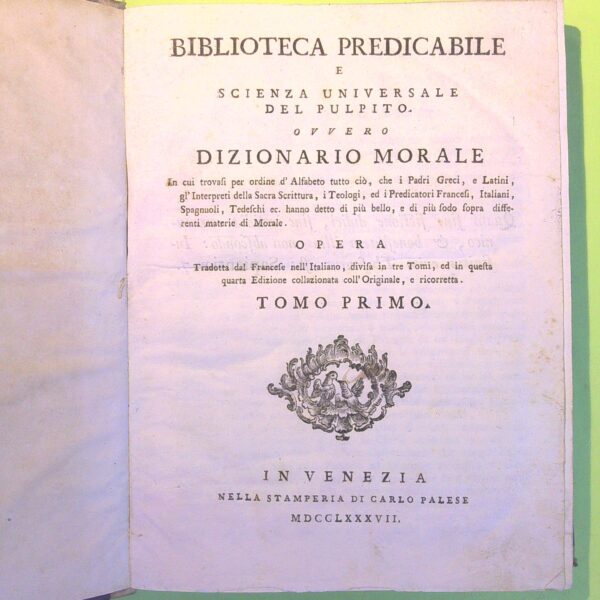 BIBLIOTECA PREDICABILE
E
SCIENZA UNIVERSALE
DEL PULPITO.
OVVERO
DIZIONARIO MORALE
In cui trovasi per ordine d'Alfabeto tutto ciò, che i Padri Greci, e Latini,
gl'Interpreti della Sacra Scrittura, i Teologi, ed i Predicatori Francesi, Italiani,
Spagnuoli, Tedeschi ec. hanno detto di più bello, e di più sodo sopra diffe-
renti materie di Morale.
OPERA
Tradotta dal Francese nell'Italiano, divisa in tre Tomi, ed in questa
quarta Edizione collazionata coll'Originale, e ricorretta.
TOMO PRIMO.
IN VENEZIA
NELLA STAMPERIA DI CARLO PALESE
MDCCLXXXVII.